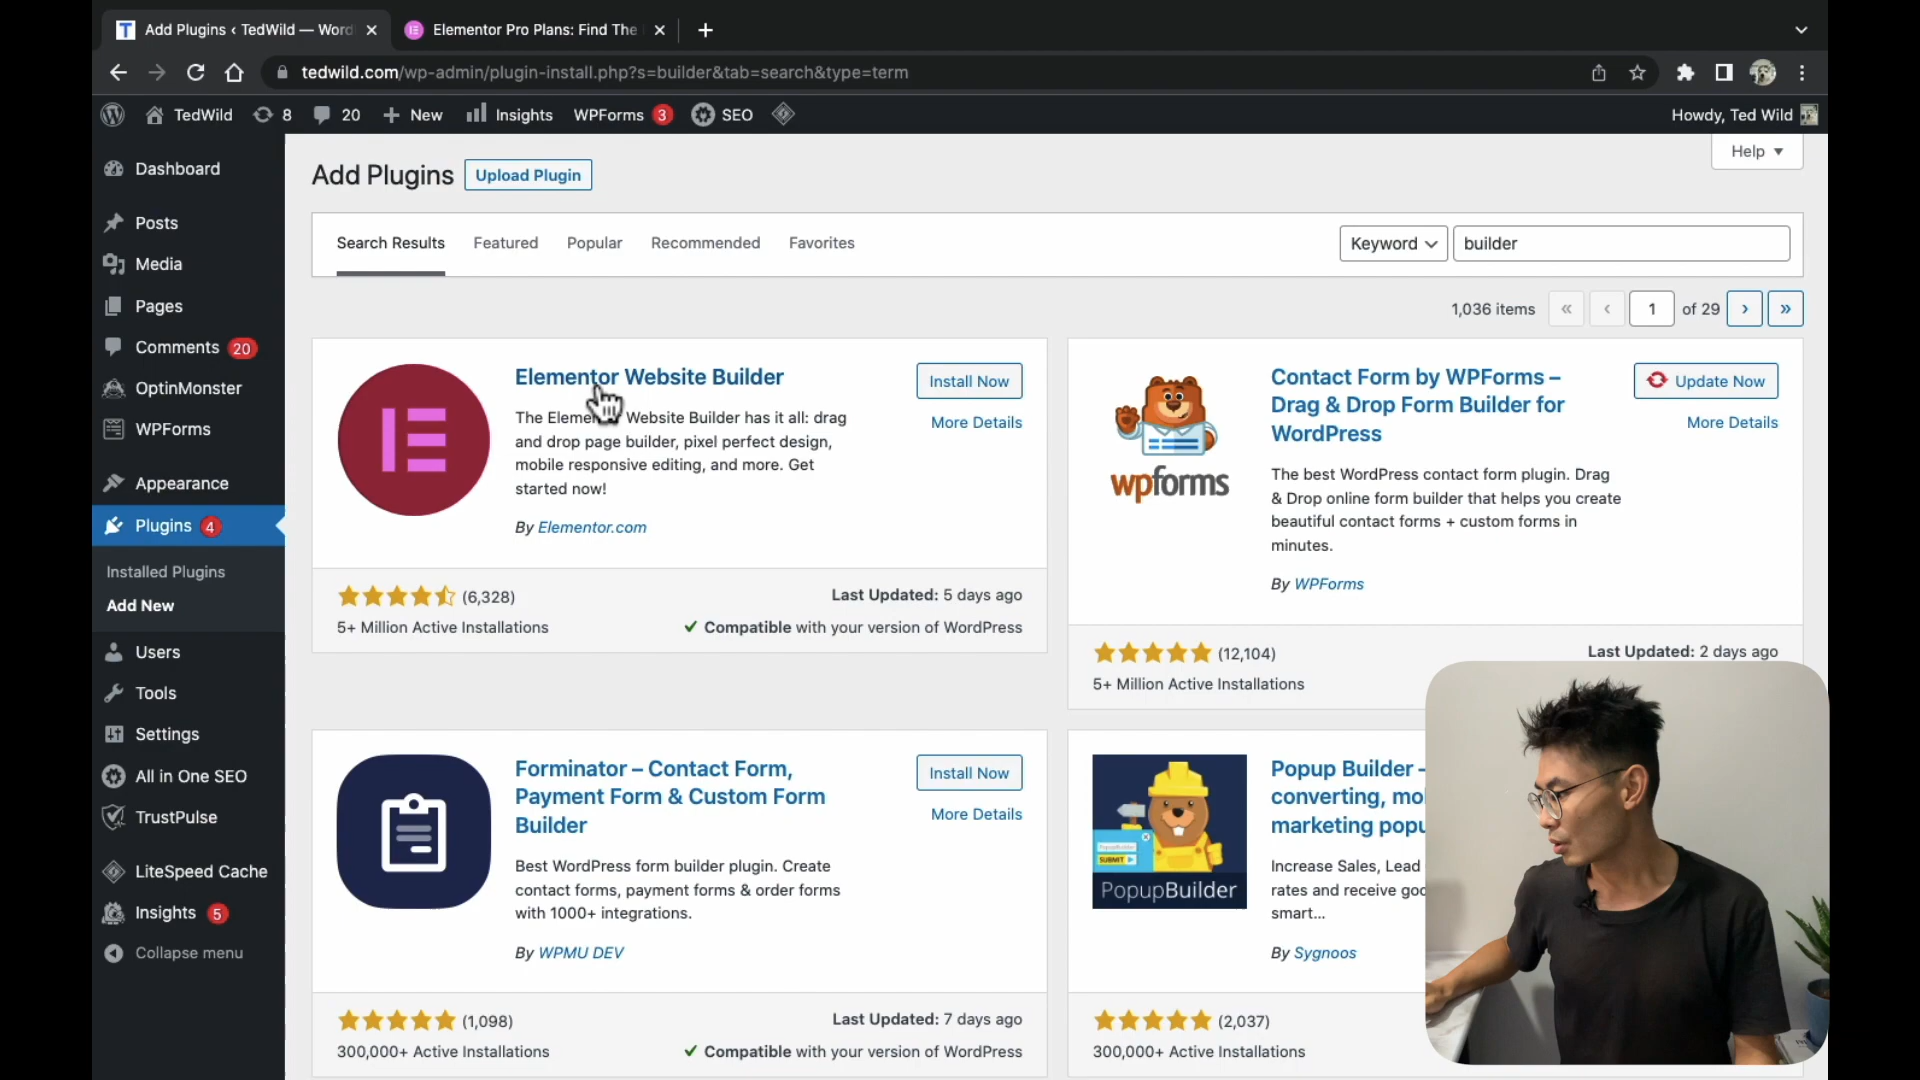 Add Plugins ‹ TedWild — Word
Elementor Pro Plans: Find The
tedwild.com/wp-admin/plugin-install.php?s=builder&tab=search&type=term
TedWild
8
20
New
Insights
WPForms 3
SEO
Howdy, Ted Wild
Dashboard
Posts
Media
Pages
Comments 20
OptinMonster
WPForms
Appearance
Plugins 4
Installed Plugins
Add New
Users
Tools
Settings
All in One SEO
TrustPulse
LiteSpeed Cache
Insights 5
Collapse menu
Help
Add Plugins
Upload Plugin
Search Results
Featured
Popular
Recommended
Favorites
Keyword
builder
1,036 items
«
‹
1
of 29
›
»
Elementor Website Builder
Install Now
More Details
The Elem Website Builder has it all: drag
and drop page builder, pixel perfect design,
mobile responsive editing, and more. Get
started now!
By Elementor.com
(6,328)
Last Updated: 5 days ago
5+ Million Active Installations
Compatible with your version of WordPress
wpforms
Contact Form by WPForms –
Drag & Drop Form Builder for
WordPress
Update Now
More Details
The best WordPress contact form plugin. Drag
& Drop online form builder that helps you create
beautiful contact forms + custom forms in
minutes.
By WPForms
(12,104)
Last Updated: 2 days ago
5+ Million Active Installations
Forminator – Contact Form,
Payment Form & Custom Form
Builder
Install Now
More Details
Best WordPress form builder plugin. Create
contact forms, payment forms & order forms
with 1000+ integrations.
By WPMU DEV
(1,098)
Last Updated: 7 days ago
300,000+ Active Installations
Compatible with your version of WordPress
SUBMIT
PopupBuilder
Popup Builder -
converting, mo
marketing popu
Increase Sales, Lead
rates and receive goo
smart...
By Sygnoos
(2,037)
300,000+ Active Installations